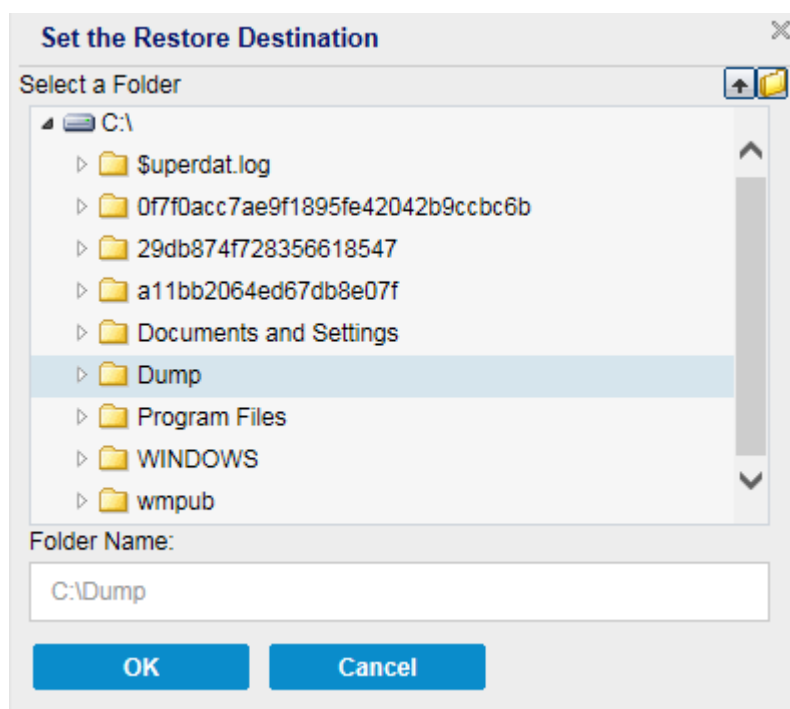 Set the Restore Destination
Select a Folder
C:\
$uperdat.log
0f7f0acc7ae9f1895fe42042b9ccbc6b
29db874f728356618547
a11bb2064ed67db8e07f
Documents and Settings
Dump
Program Files
WINDOWS
wmpub
Folder Name:
C:\Dump
OK
Cancel